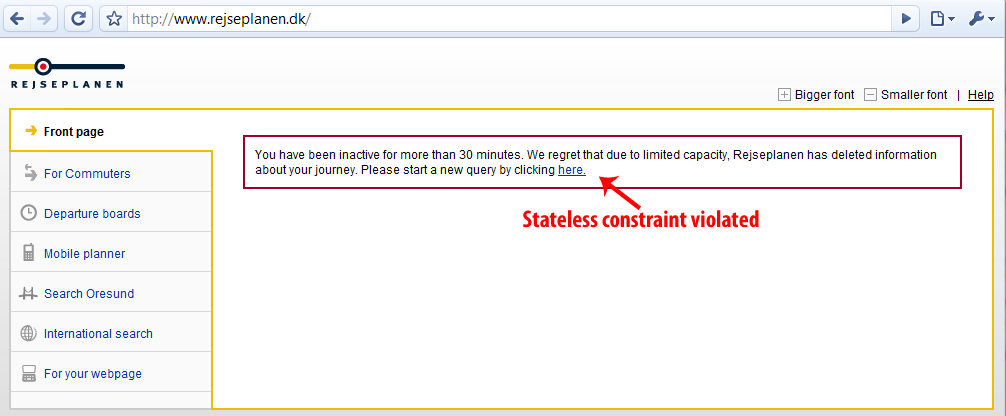 http://www.rejseplanen.dk/
REJSEPLANEN
Bigger font Smaller font | Help
Front page
For Commuters
Departure boards
Mobile planner
Search Oresund
International search
For your webpage
You have been inactive for more than 30 minutes. We regret that due to limited capacity, Rejseplanen has deleted information
about your journey. Please start a new query by clicking here.
Stateless constraint violated